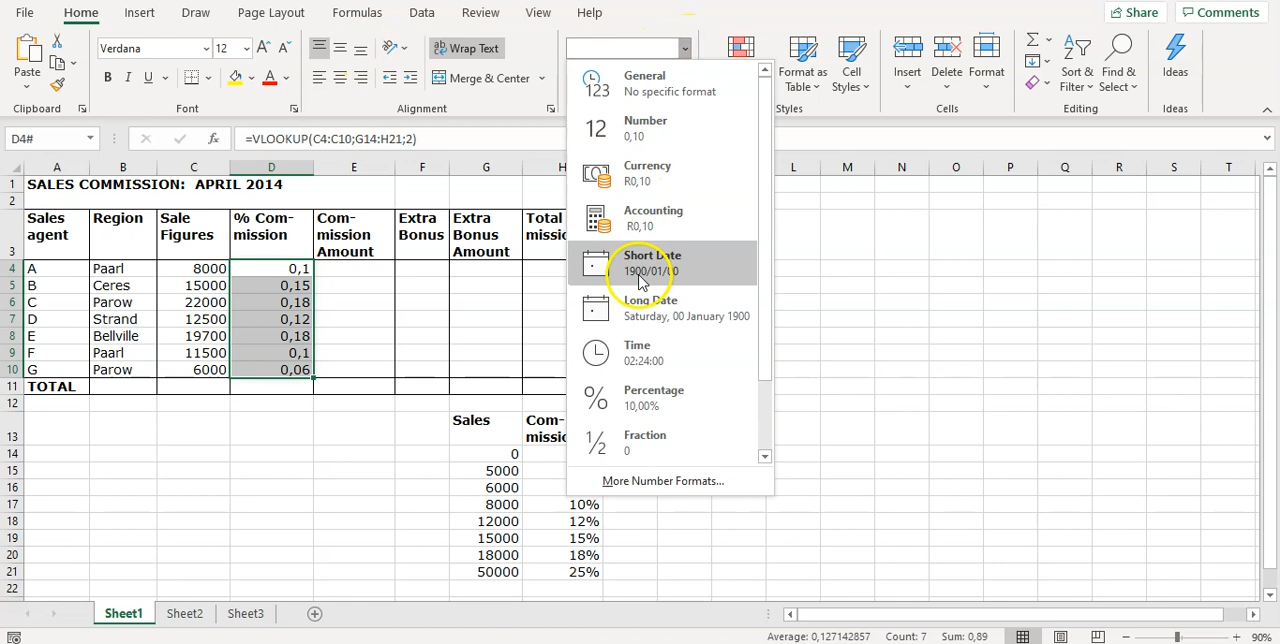 File Home Insert Draw Page Layout Formulas Data Review View Help Share Comments
Verdana 12 A A Wrap Text
Paste B I U A Merge & Center Format as Table Cell Styles Insert Delete Format Sort & Filter Find & Select Ideas
Clipboard Font Alignment Styles Cells Editing Ideas
General
No specific format
Number
0,10
Currency
R0,10
Accounting
R0,10
Short Date
1900/01/00
Long Date
Saturday, 00 January 1900
Time
02:24:00
Percentage
10,00%
Fraction
0
More Number Formats...
D4# fx =VLOOKUP(C4:C10;G14:H21;2)
A B C D E F G H L M N O P Q R S T
1 SALES COMMISSION: APRIL 2014
2
3 Sales agent Region Sale Figures % Com-mission Com-mission Amount Extra Bonus Extra Bonus Amount Total
4 A Paarl 8000 0,1
5 B Ceres 15000 0,15
6 C Parow 22000 0,18
7 D Strand 12500 0,12
8 E Bellville 19700 0,18
9 F Paarl 11500 0,1
10 G Parow 6000 0,06
11 TOTAL
12
13 Sales Com-
14 0
15 5000
16 6000
17 8000 10%
18 12000 12%
19 15000 15%
20 18000 18%
21 50000 25%
22
Sheet1 Sheet2 Sheet3
Average: 0,127142857 Count: 7 Sum: 0,89 90%